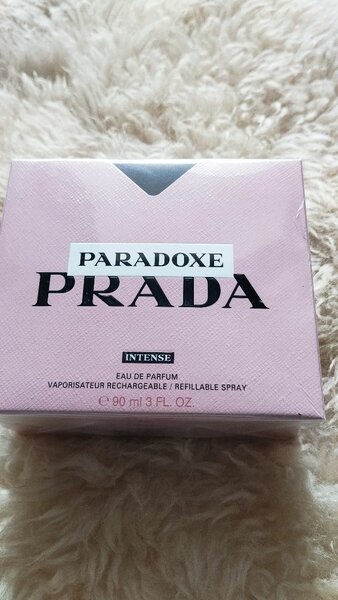 PARADOXE
PRADA
INTENSE
EAU DE PARFUM
VAPORISATEUR RECHARGEABLE / REFILLABLE SPRAY
℮ 90 ml 3 FL. OZ.